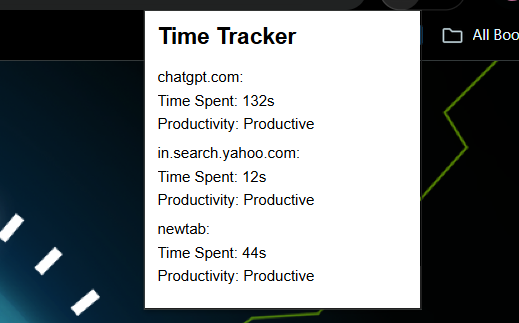 All Boo
Time Tracker
chatgpt.com:
Time Spent: 132s
Productivity: Productive
in.search.yahoo.com:
Time Spent: 12s
Productivity: Productive
newtab:
Time Spent: 44s
Productivity: Productive